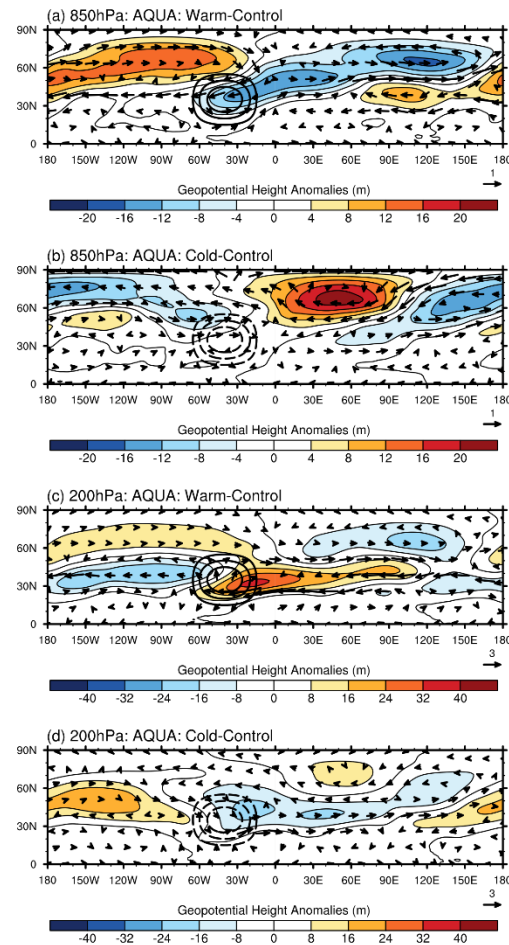 (a) 850hPa: AQUA: Warm-Control
90N
60N
30N
0
180 150W 120W 90W 60W 30W 0 30E 60E 90E 120E 150E 180
1
Geopotential Height Anomalies (m)
-20 -16 -12 -8 -4 0 4 8 12 16 20
(b) 850hPa: AQUA: Cold-Control
90N
60N
30N
0
180 150W 120W 90W 60W 30W 0 30E 60E 90E 120E 150E 180
1
Geopotential Height Anomalies (m)
-20 -16 -12 -8 -4 0 4 8 12 16 20
(c) 200hPa: AQUA: Warm-Control
90N
60N
30N
0
180 150W 120W 90W 60W 30W 0 30E 60E 90E 120E 150E 180
3
Geopotential Height Anomalies (m)
-40 -32 -24 -16 -8 0 8 16 24 32 40
(d) 200hPa: AQUA: Cold-Control
90N
60N
30N
0
180 150W 120W 90W 60W 30W 0 30E 60E 90E 120E 150E 180
3
Geopotential Height Anomalies (m)
-40 -32 -24 -16 -8 0 8 16 24 32 40